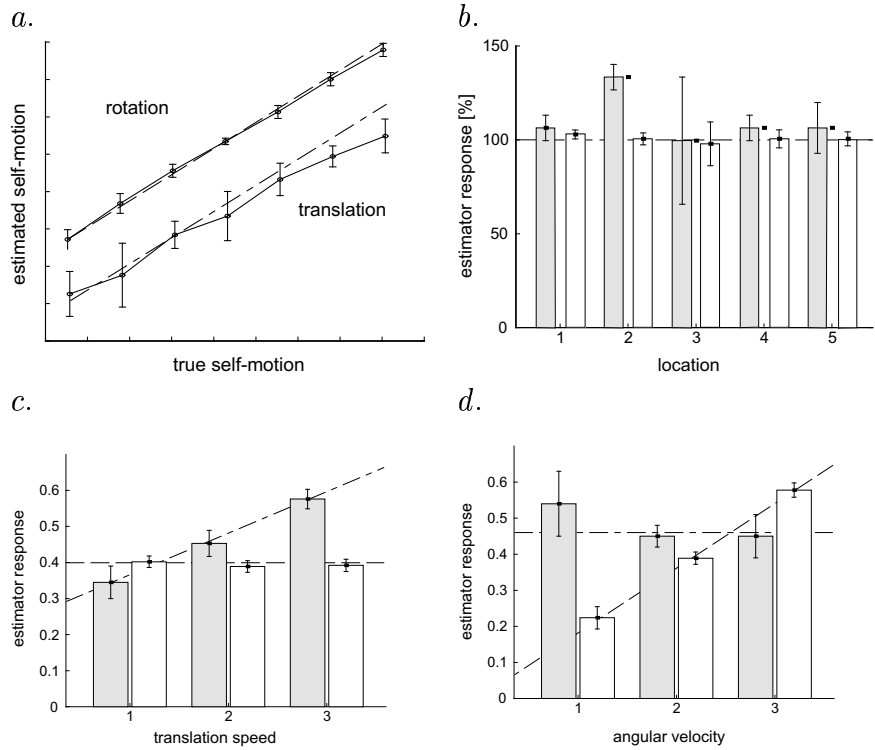 a.
rotation
translation
estimated self-motion
true self-motion
b.
150
100
50
0
estimator response [%]
1 2 3 4 5
location
c.
0.6
0.5
0.4
0.3
0.2
0.1
0
estimator response
1 2 3
translation speed
d.
0.6
0.5
0.4
0.3
0.2
0.1
0
estimator response
1 2 3
angular velocity